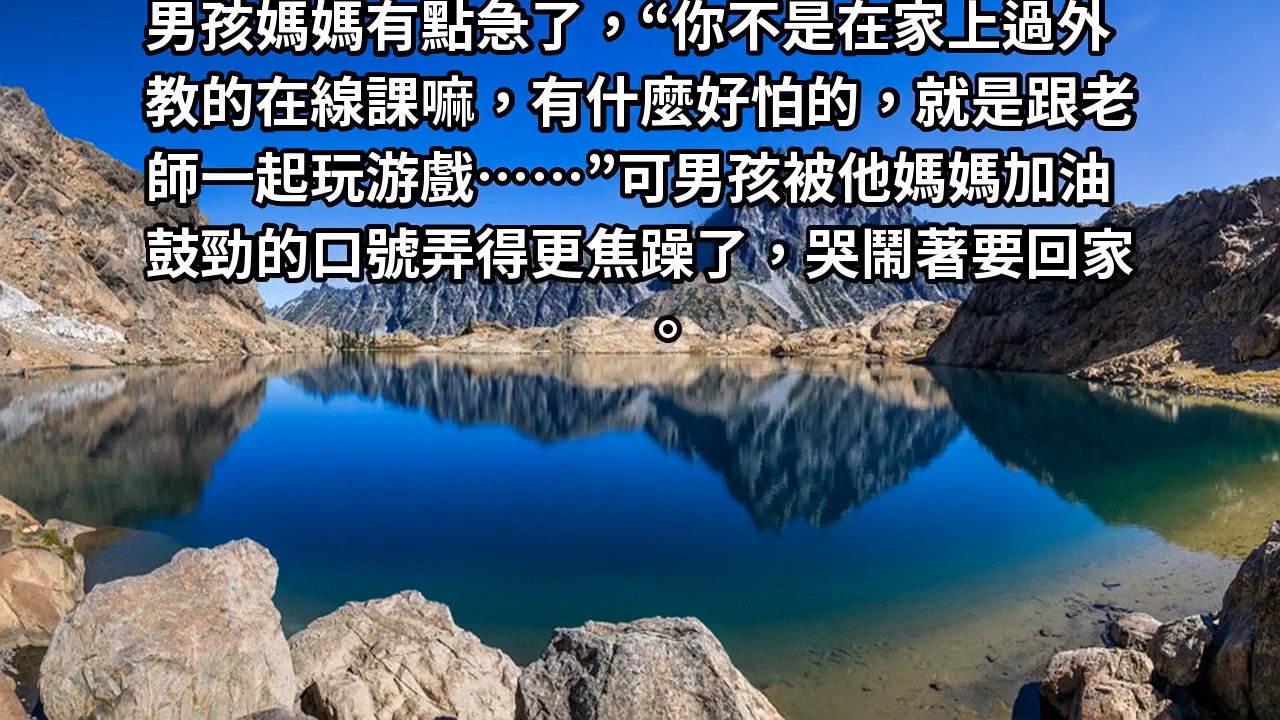 男孩媽媽有點急了，“你不是在家上過外
教的在線課嘛，有什麼好怕的，就是跟老
師一起玩游戲……”可男孩被他媽媽加油
鼓勁的口號弄得更焦躁了，哭鬧著要回家
。